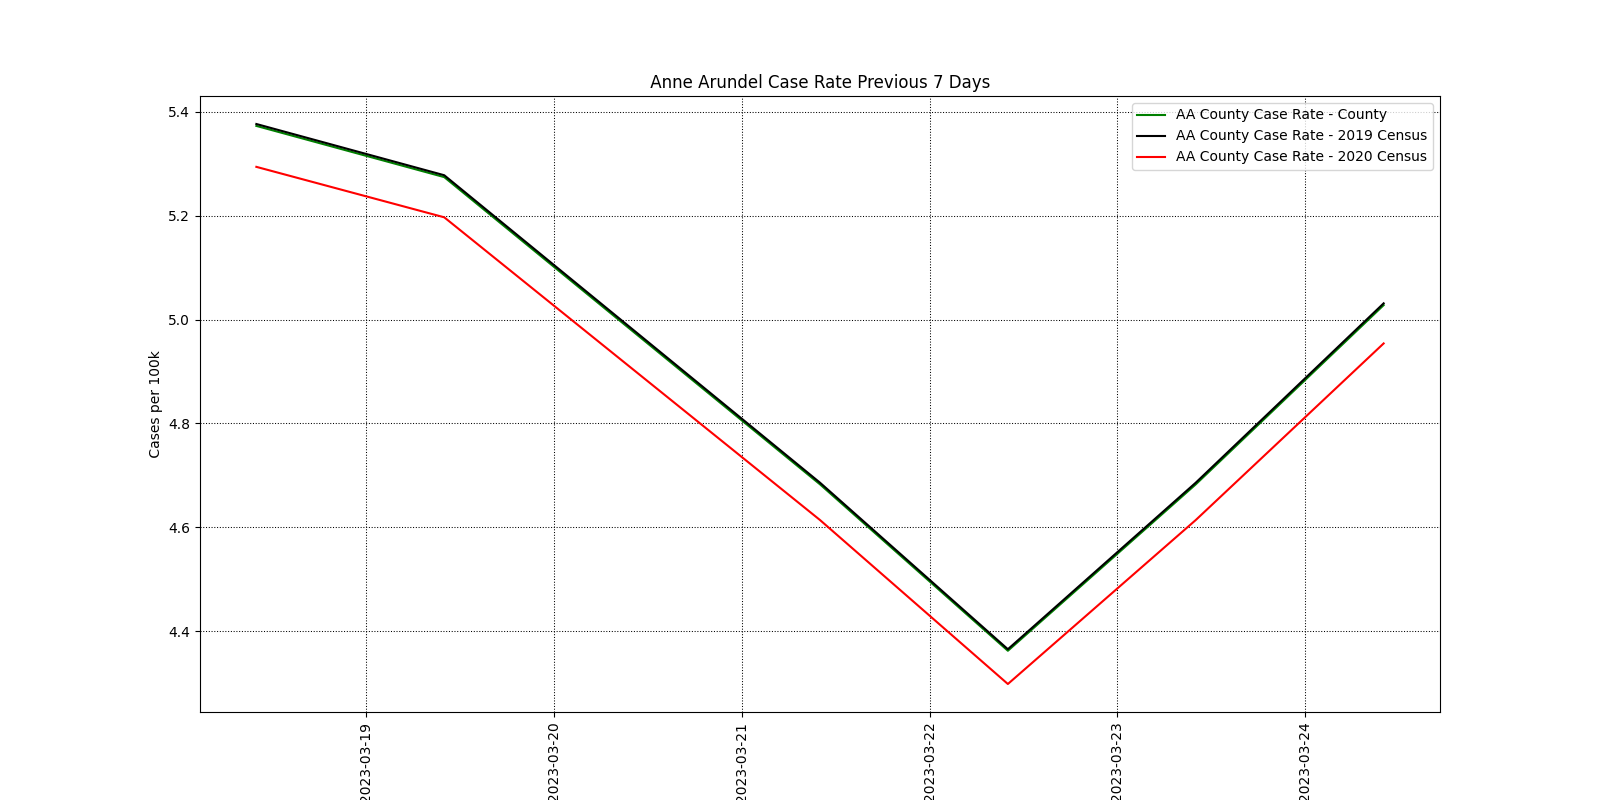 Anne Arundel Case Rate Previous 7 Days
AA County Case Rate - County
AA County Case Rate - 2019 Census
AA County Case Rate - 2020 Census
Cases per 100k
5.4
5.2
5.0
4.8
4.6
4.4
2023-03-19
2023-03-20
2023-03-21
2023-03-22
2023-03-23
2023-03-24